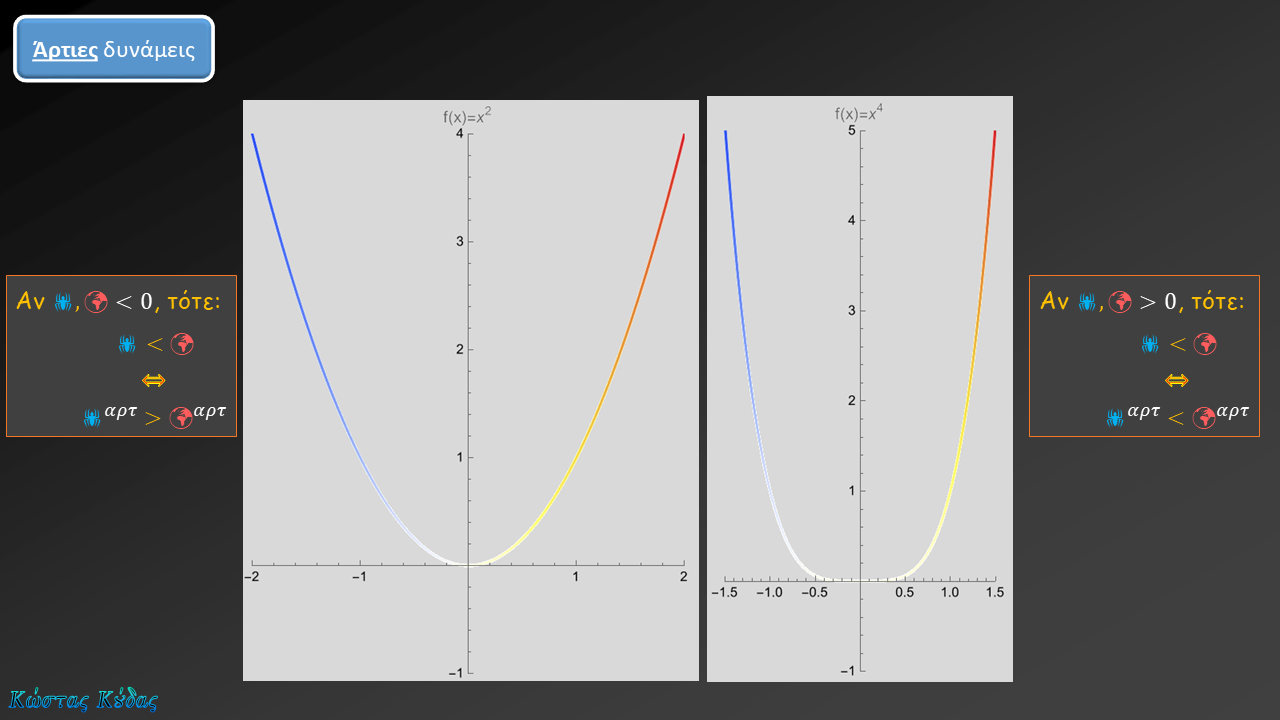 Άρτιες δυνάμεις
f(x)=x²
4
3
2
1
−2 −1 1 2
−1
f(x)=x⁴
5
4
3
2
1
−1.5 −1.0 −0.5 0.5 1.0 1.5
−1
Αν 🕷,🌍 < 0, τότε:
🕷 < 🌍
⇔
🕷^αρτ > 🌍^αρτ
Αν 🕷,🌍 > 0, τότε:
🕷 < 🌍
⇔
🕷^αρτ < 🌍^αρτ
Κώστας Κύδας